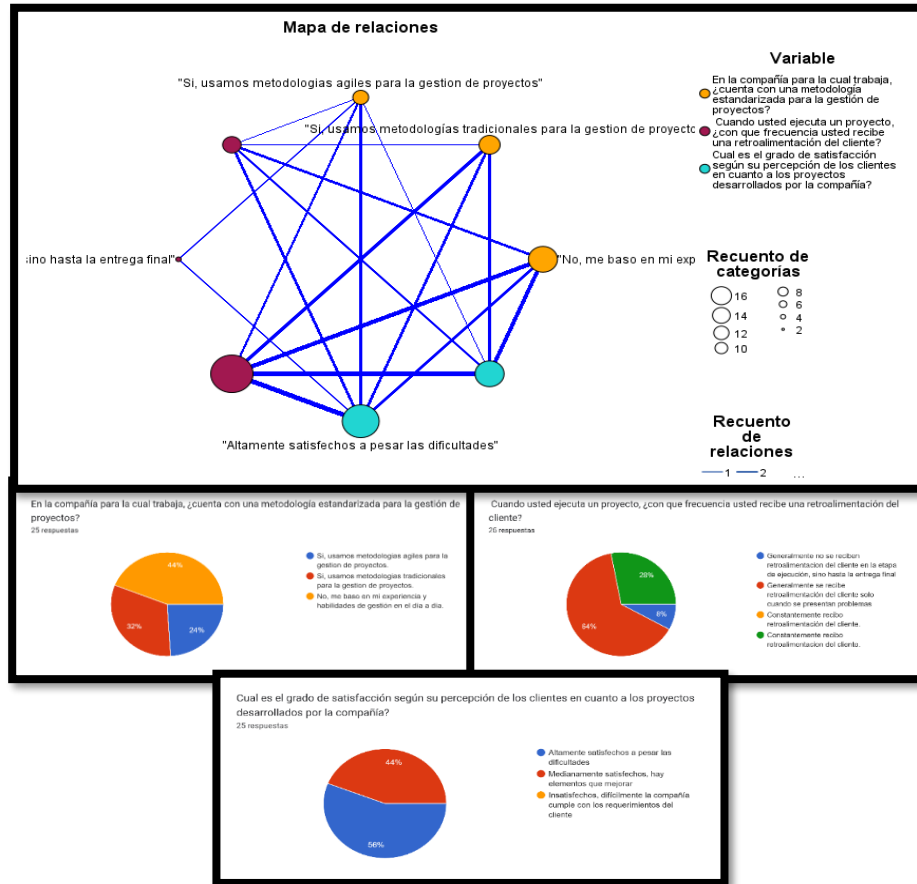 Mapa de relaciones
"Si, usamos metodologias agiles para la gestion de proyectos"
"Si, usamos metodologías tradicionales para la gestion de proyectc
sino hasta la entrega final"
"No, me baso en mi exp
"Altamente satisfechos a pesar las dificultades"
Variable
En la compañía para la cual trabaja,
¿cuenta con una metodología
estandarizada para la gestión de
proyectos?
Cuando usted ejecuta un proyecto,
¿con que frecuencia usted recibe
una retroalimentación del cliente?
Cual es el grado de satisfacción
según su percepción de los clientes
en cuanto a los proyectos
desarrollados por la compañía?
Recuento de
categorías
16 8
14 6
12 4
10 2
Recuento
de
relaciones
1 2 ...
En la compañía para la cual trabaja, ¿cuenta con una metodología estandarizada para la gestión de
proyectos?
25 respuestas
44%
32%
24%
Si, usamos metodologias agiles para la
gestion de proyectos.
Si, usamos metodologías tradicionales
para la gestion de proyectos.
No, me baso en mi experiencia y
habilidades de gestión en el dia a dia.
Cuando usted ejecuta un proyecto, ¿con que frecuencia usted recibe una retroalimentación del
cliente?
25 respuestas
28%
64%
8%
Generalmente no se reciben
retroalimentacion del cliente en la etapa
de ejecución, sino hasta la entrega final
Generalmente se recibe
retroalimentación del cliente solo
cuando se presentan problemas
Constantemente recibo
retroalimentación del cliente.
Constantemente recibo
retroalimentacion del cliente.
Cual es el grado de satisfacción según su percepción de los clientes en cuanto a los proyectos
desarrollados por la compañía?
25 respuestas
44%
56%
Altamente satisfechos a pesar las
dificultades
Medianamente satisfechos, hay
elementos que mejorar
Insatisfechos, difícilmente la compañía
cumple con los requerimientos del
cliente